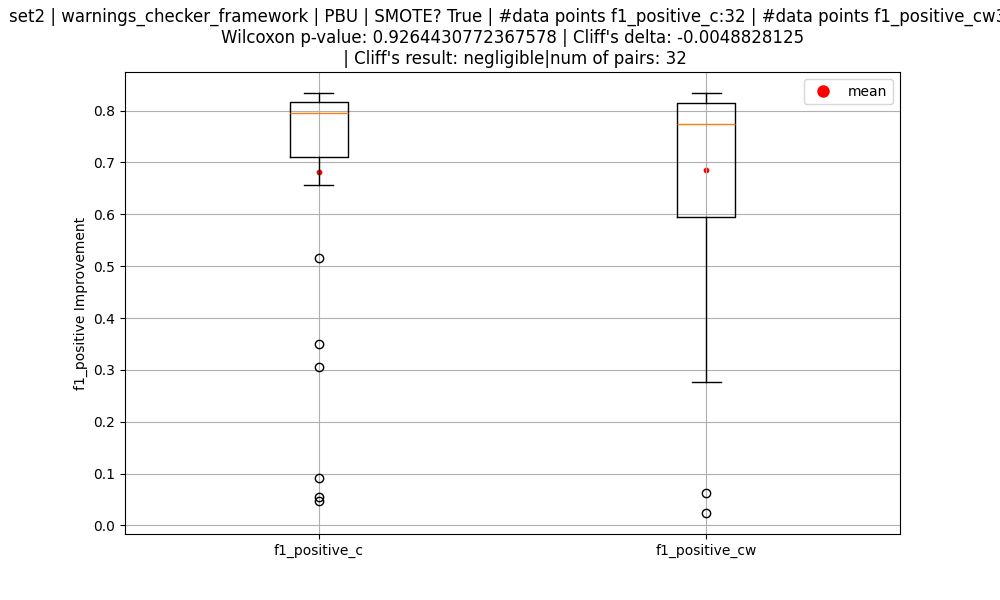 set2 | warnings_checker_framework | PBU | SMOTE? True | #data points f1_positive_c:32 | #data points f1_positive_cw3
Wilcoxon p-value: 0.9264430772367578 | Cliff's delta: -0.0048828125
| Cliff's result: negligible|num of pairs: 32
mean
0.8
0.7
0.6
0.5
0.4
0.3
0.2
0.1
0.0
f1_positive Improvement
f1_positive_c
f1_positive_cw